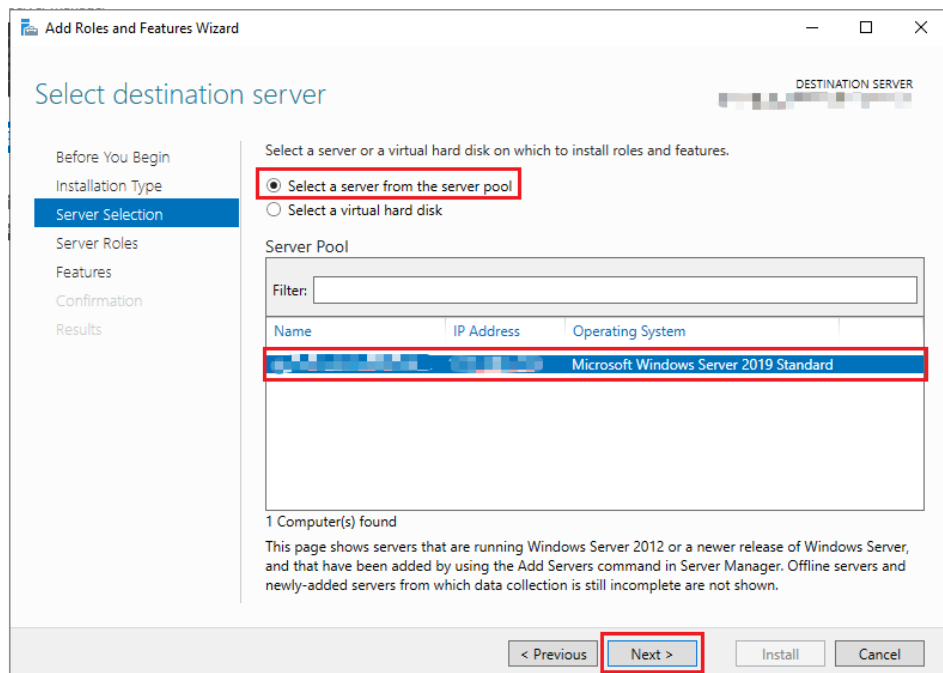 Add Roles and Features Wizard
Select destination server
DESTINATION SERVER
Before You Begin
Installation Type
Server Selection
Server Roles
Features
Confirmation
Results
Select a server or a virtual hard disk on which to install roles and features.
Select a server from the server pool
Select a virtual hard disk
Server Pool
Filter:
Name IP Address Operating System
Microsoft Windows Server 2019 Standard
1 Computer(s) found
This page shows servers that are running Windows Server 2012 or a newer release of Windows Server,
and that have been added by using the Add Servers command in Server Manager. Offline servers and
newly-added servers from which data collection is still incomplete are not shown.
< Previous Next > Install Cancel